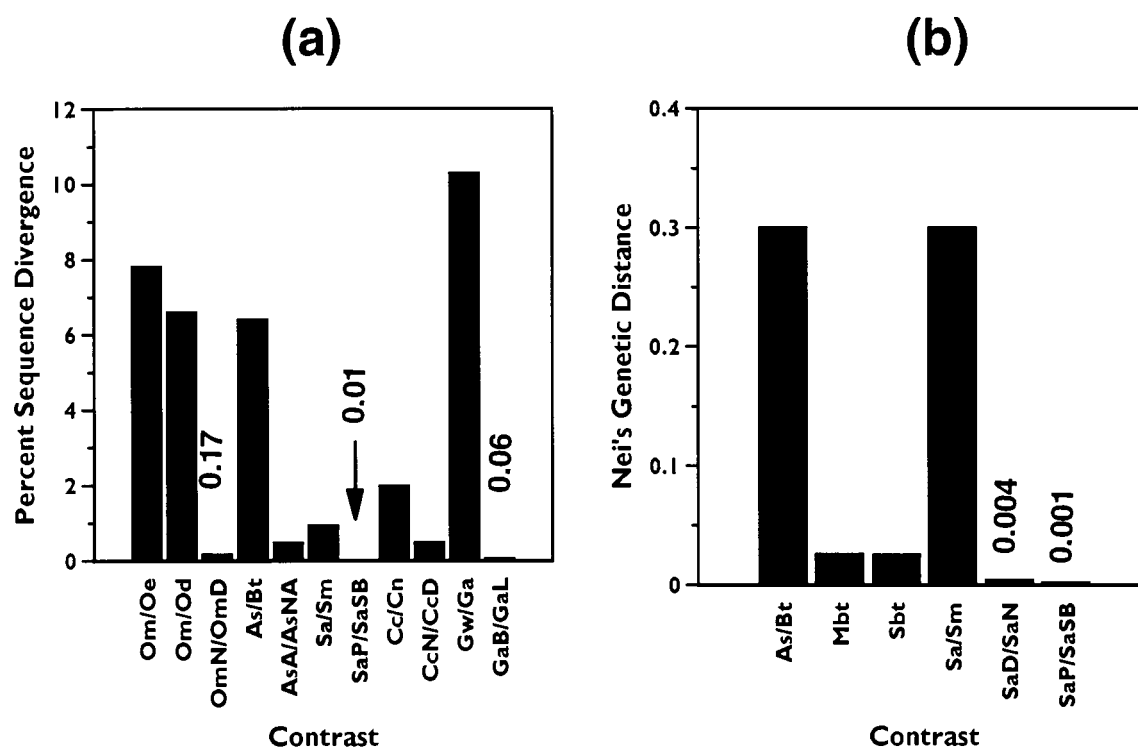 (a)
Percent Sequence Divergence
12
10
8
6
4
2
0
0.17
0.01
0.06
Om/Oe
Om/Od
OmN/OmD
As/Bt
AsA/AsNA
Sa/Sm
SaP/SaSB
Cc/Cn
CcN/CcD
Gw/Ga
GaB/GaL
Contrast
(b)
Nei's Genetic Distance
0.4
0.3
0.2
0.1
0
0.004
0.001
As/Bt
Mbt
Sbt
Sa/Sm
SaD/SaN
SaP/SaSB
Contrast